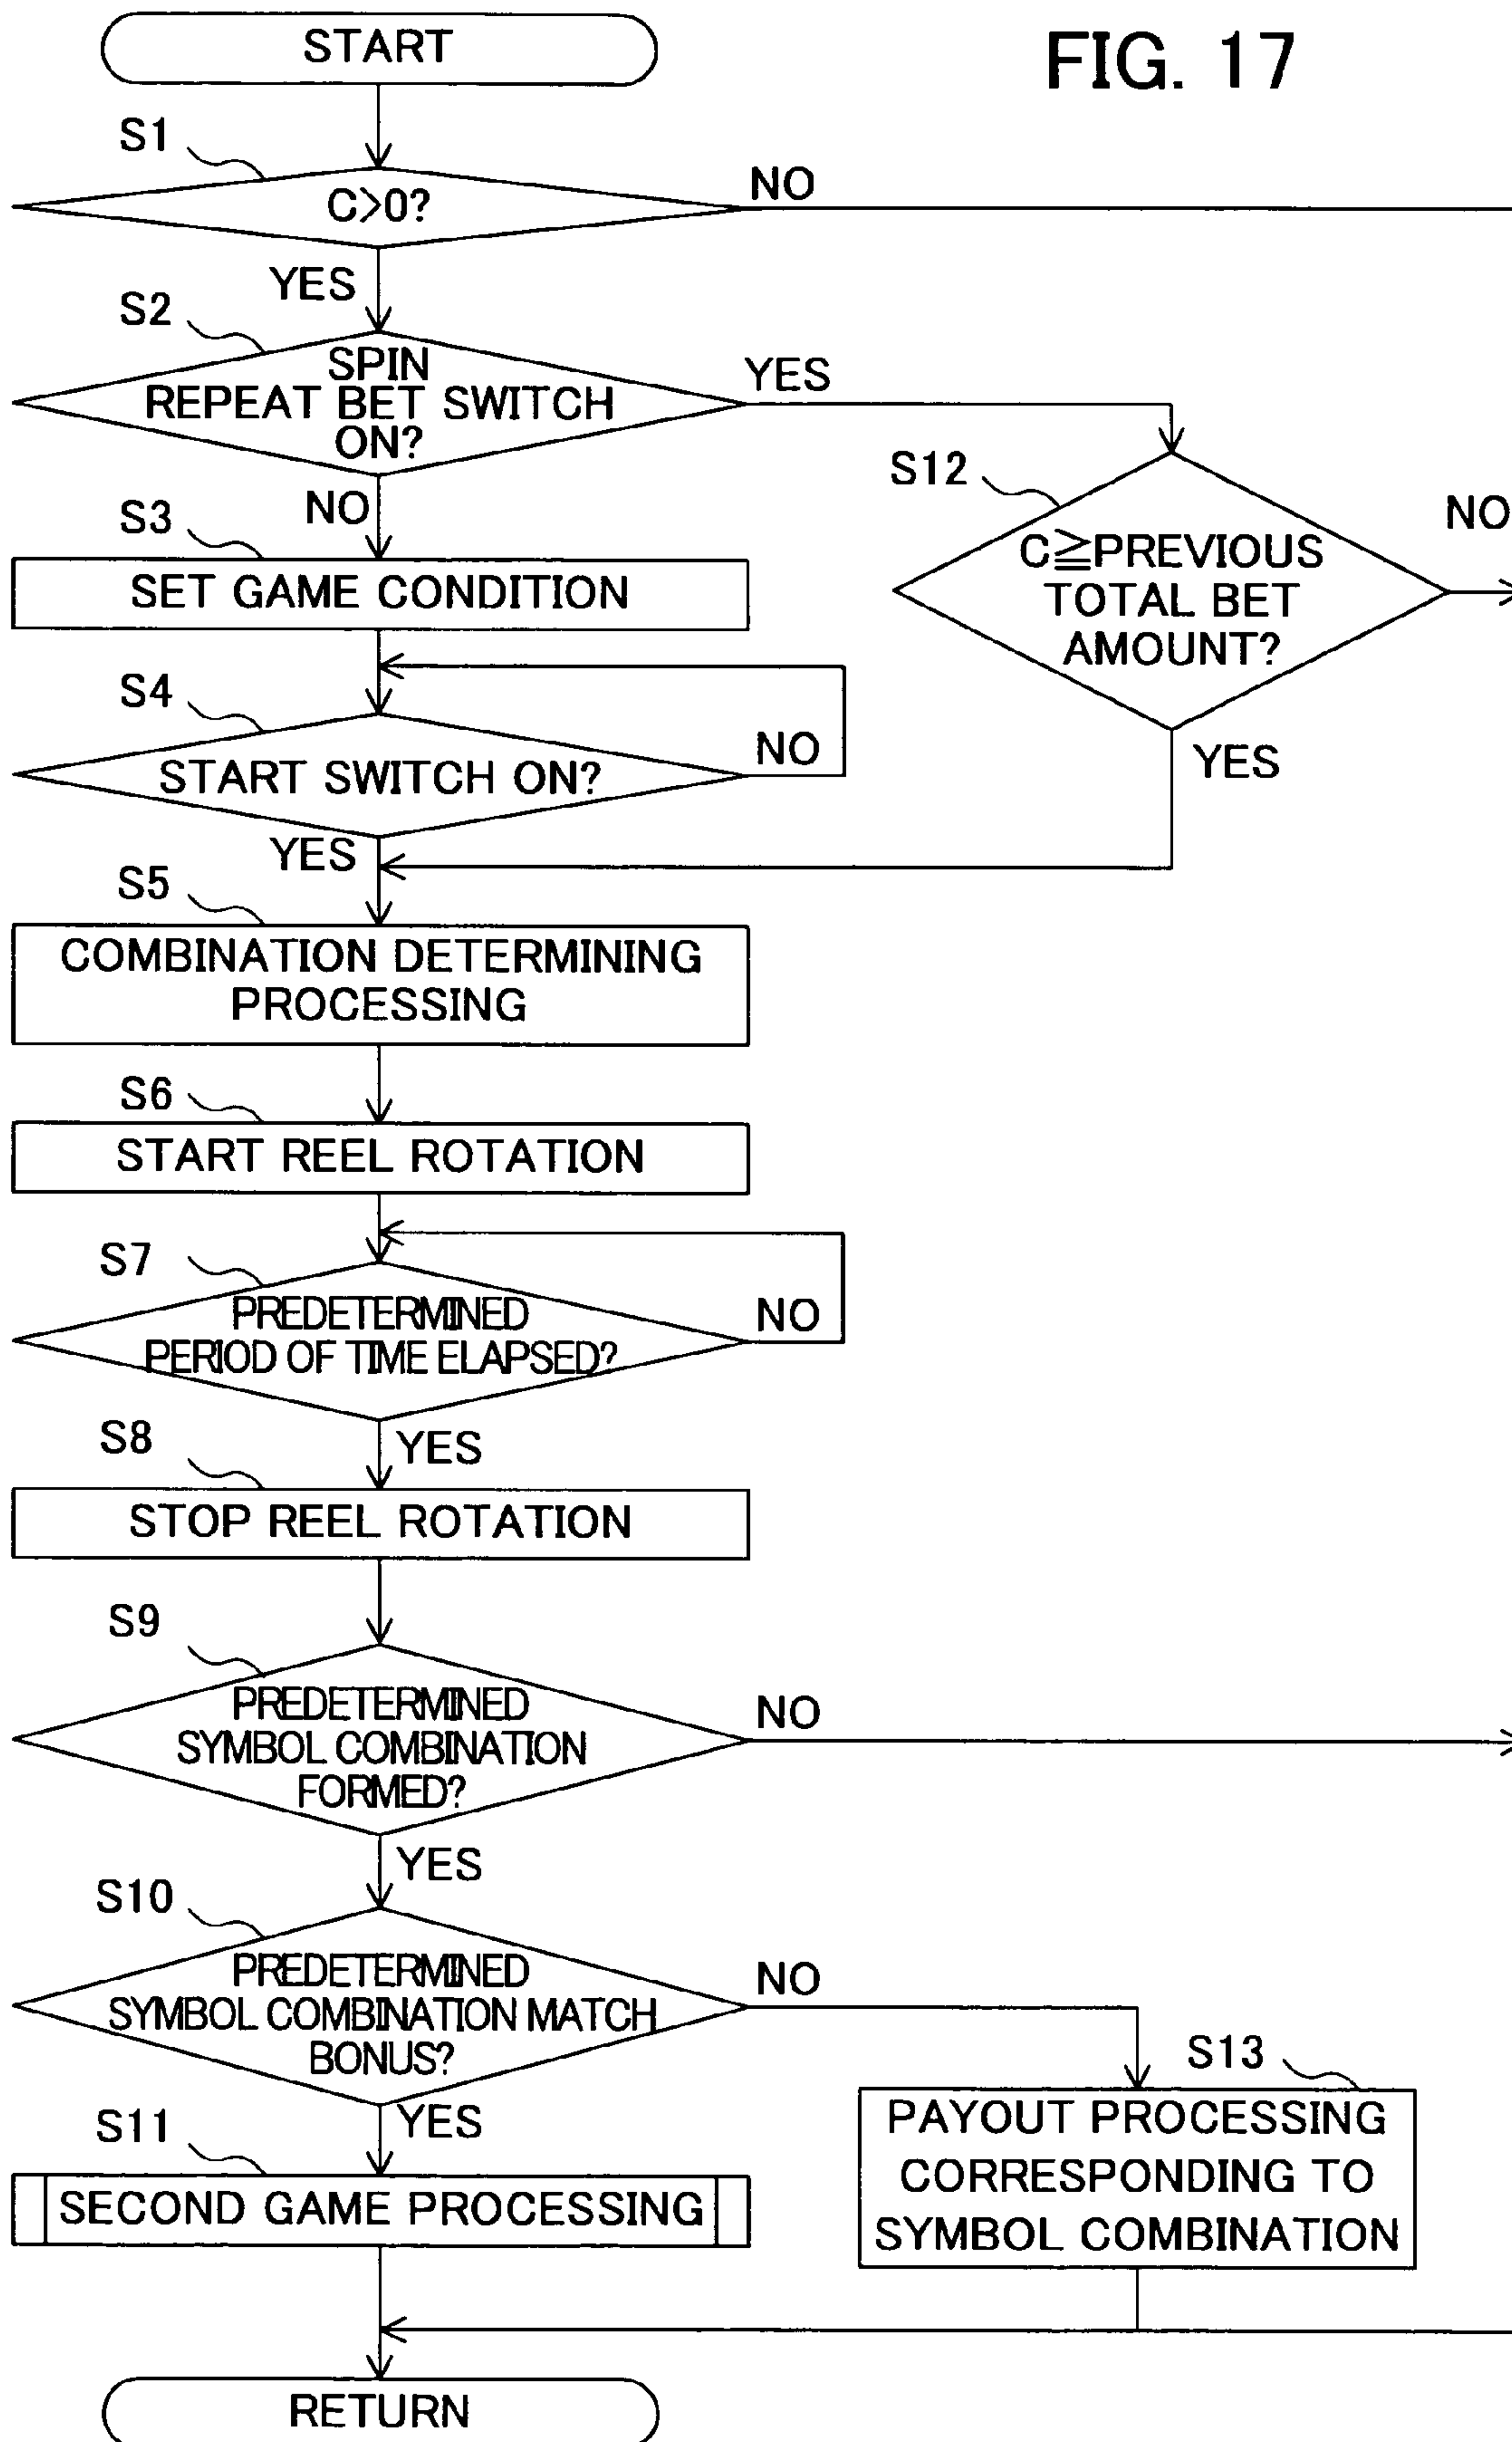 FIG. 17
START
S1
C>0?
NO
YES
S2
SPIN
REPEAT BET SWITCH
ON?
YES
NO
S12
C≧PREVIOUS
TOTAL BET
AMOUNT?
NO
YES
S3
SET GAME CONDITION
S4
START SWITCH ON?
NO
YES
S5
COMBINATION DETERMINING
PROCESSING
S6
START REEL ROTATION
S7
PREDETERMINED
PERIOD OF TIME ELAPSED?
NO
YES
S8
STOP REEL ROTATION
S9
PREDETERMINED
SYMBOL COMBINATION
FORMED?
NO
YES
S10
PREDETERMINED
SYMBOL COMBINATION MATCH
BONUS?
NO
YES
S13
PAYOUT PROCESSING
CORRESPONDING TO
SYMBOL COMBINATION
S11
SECOND GAME PROCESSING
RETURN